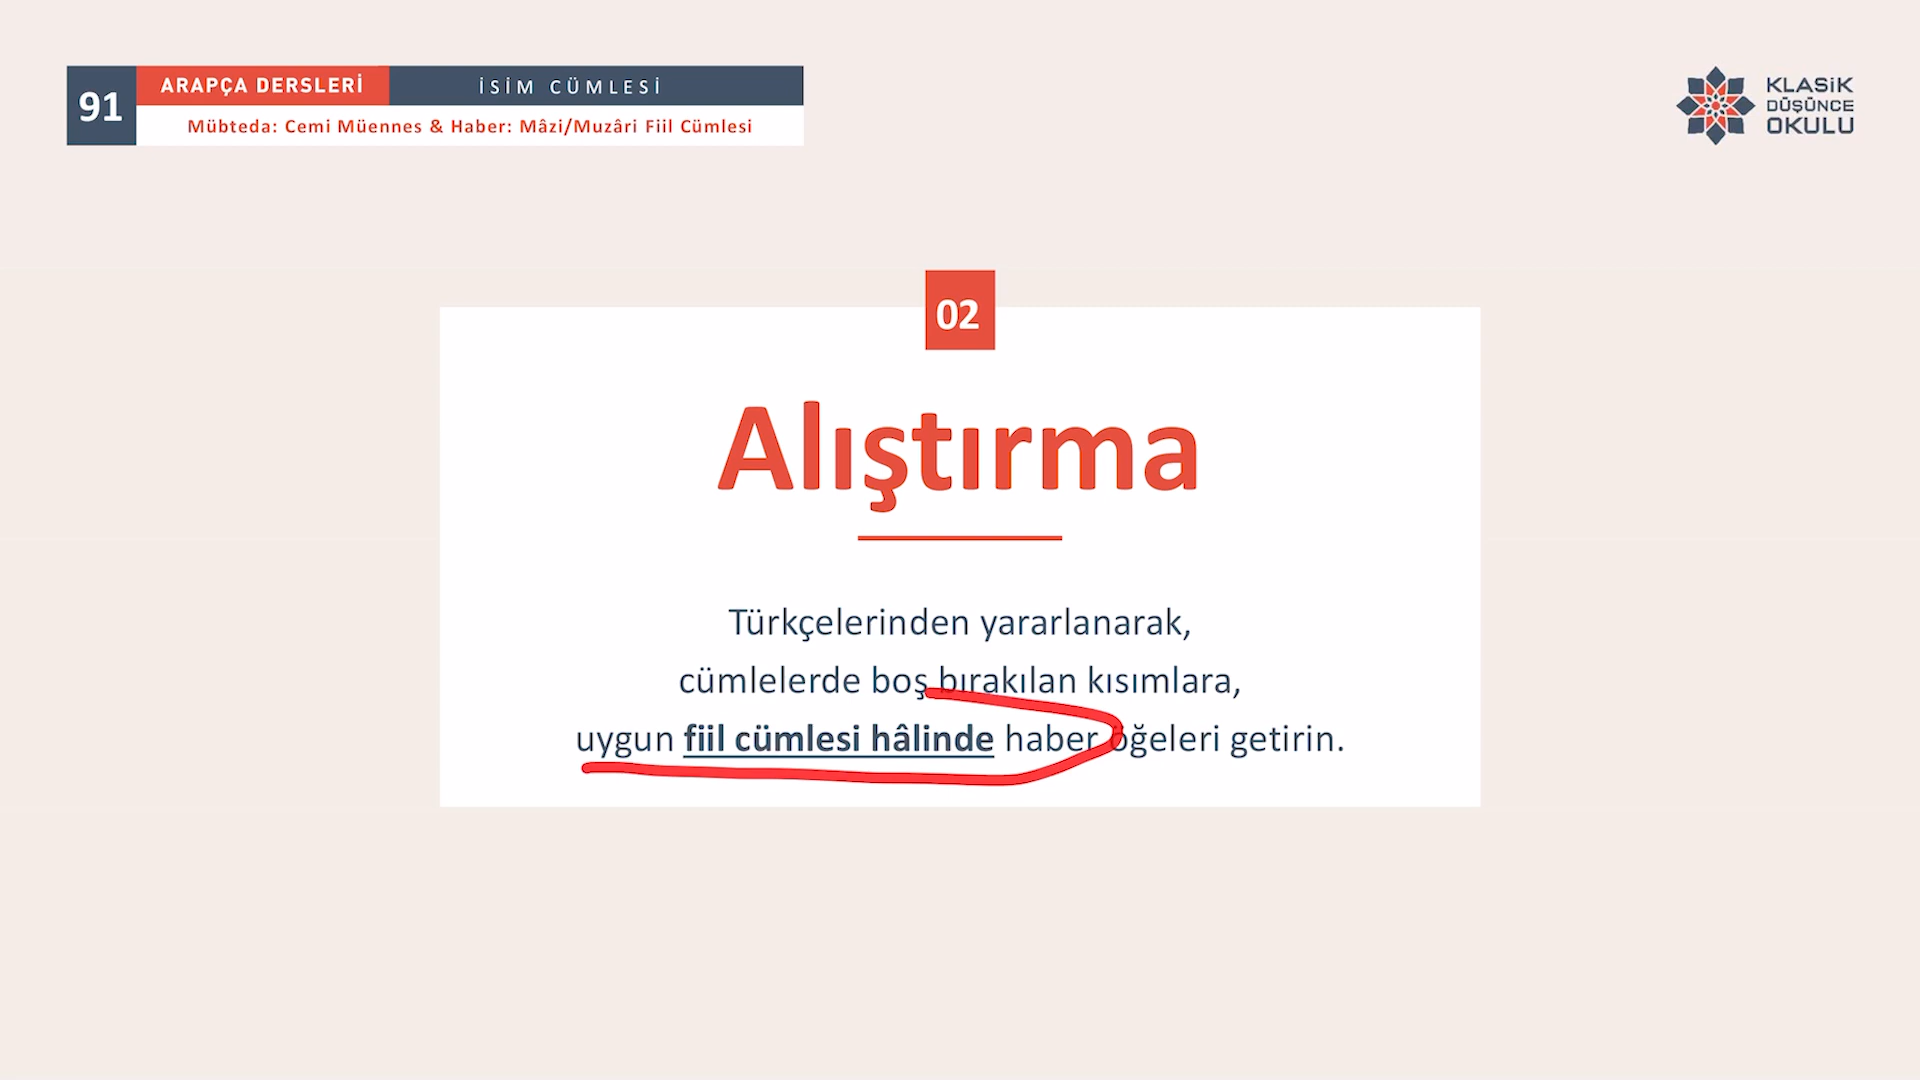 91
ARAPÇA DERSLERİ
İSİM CÜMLESİ
Mübteda: Cemi Müennes & Haber: Mâzi/Muzâri Fiil Cümlesi
KLASİK
DÜŞÜNCE
OKULU
02
Alıştırma
Türkçelerinden yararlanarak,
cümlelerde boş bırakılan kısımlara,
uygun fiil cümlesi hâlinde haber öğeleri getirin.